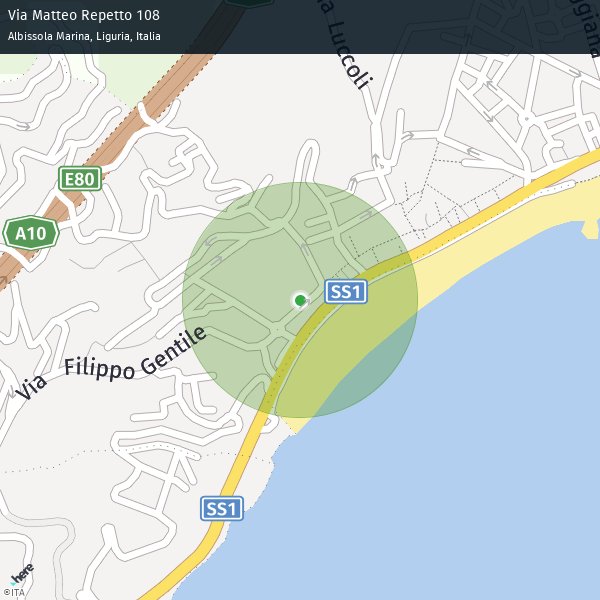 Via Matteo Repetto 108
Albissola Marina, Liguria, Italia
Luccoli
E80
A10
SS1
Via Filippo Gentile
SS1
here
©ITA